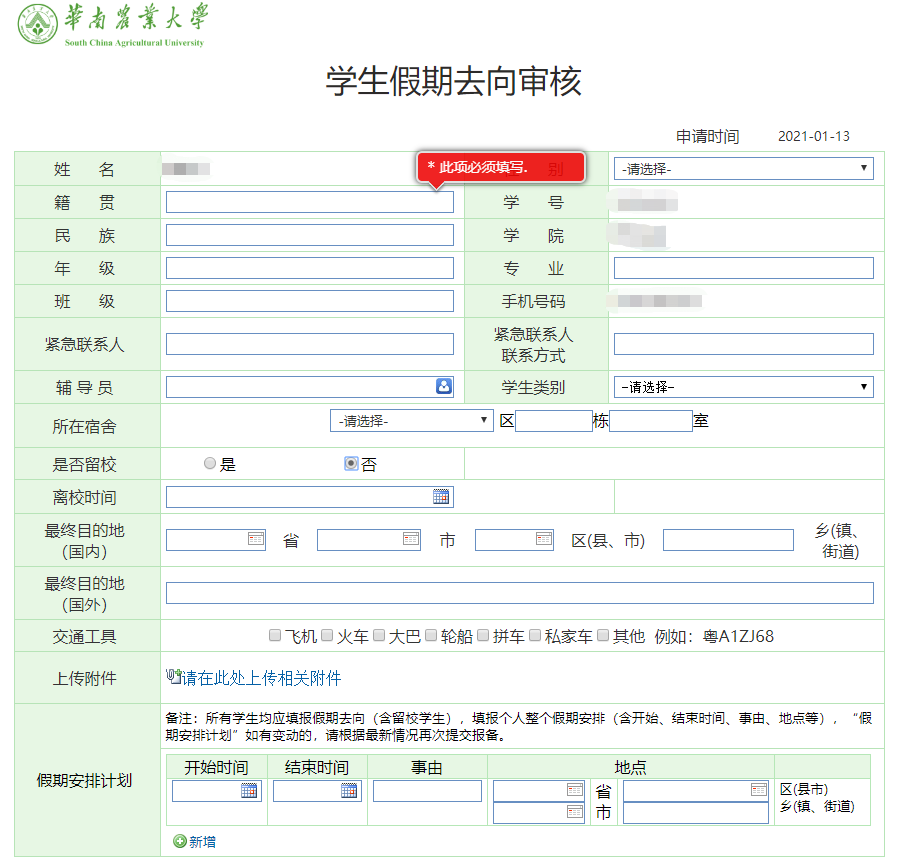 華南農業大學
South China Agricultural University
学生假期去向审核
申请时间 2021-01-13
姓 名 * 此项必须填写. 别 -请选择-
籍 贯 学 号
民 族 学 院
年 级 专 业
班 级 手机号码
紧急联系人 紧急联系人
联系方式
辅 导 员 学生类别 -请选择-
所在宿舍 -请选择- 区 栋 室
是否留校 是 否
离校时间
最终目的地
（国内） 省 市 区(县、市) 乡(镇、
街道)
最终目的地
（国外）
交通工具 飞机 火车 大巴 轮船 拼车 私家车 其他 例如：粤A1ZJ68
上传附件 请在此处上传相关附件
假期安排计划
备注：所有学生均应填报假期去向（含留校学生），填报个人整个假期安排（含开始、结束时间、事由、地点等），“假
期安排计划”如有变动的，请根据最新情况再次提交报备。
开始时间 结束时间 事由 地点
省 区(县市)
市 乡(镇、街道)
新增